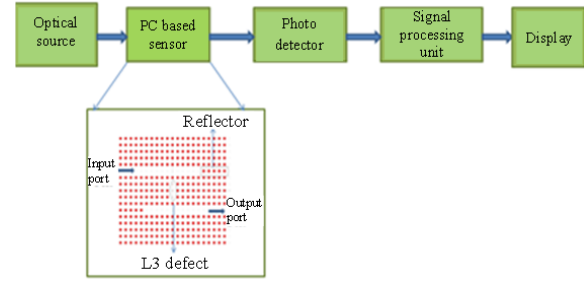 Optical
source
PC based
sensor
Photo
detector
Signal
processing
unit
Display
Reflector
Input
port
Output
port
L3 defect